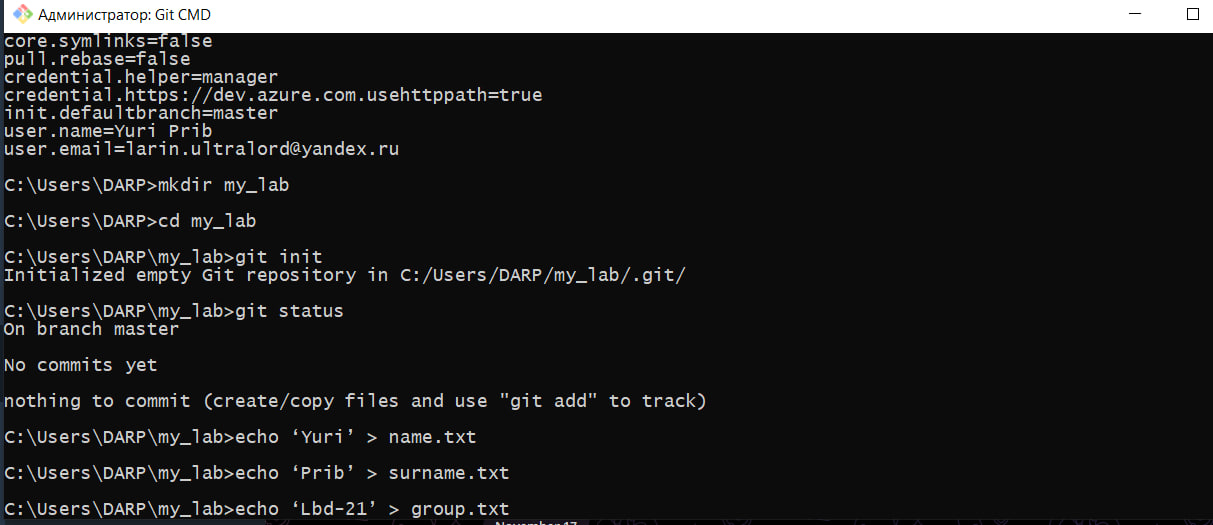 Администратор: Git CMD
core.symlinks=false
pull.rebase=false
credential.helper=manager
credential.https://dev.azure.com.usehttppath=true
init.defaultbranch=master
user.name=Yuri Prib
user.email=larin.ultralord@yandex.ru
C:\Users\DARP>mkdir my_lab
C:\Users\DARP>cd my_lab
C:\Users\DARP\my_lab>git init
Initialized empty Git repository in C:/Users/DARP/my_lab/.git/
C:\Users\DARP\my_lab>git status
On branch master
No commits yet
nothing to commit (create/copy files and use "git add" to track)
C:\Users\DARP\my_lab>echo ‘Yuri’ > name.txt
C:\Users\DARP\my_lab>echo ‘Prib’ > surname.txt
C:\Users\DARP\my_lab>echo ‘Lbd-21’ > group.txt
November 17